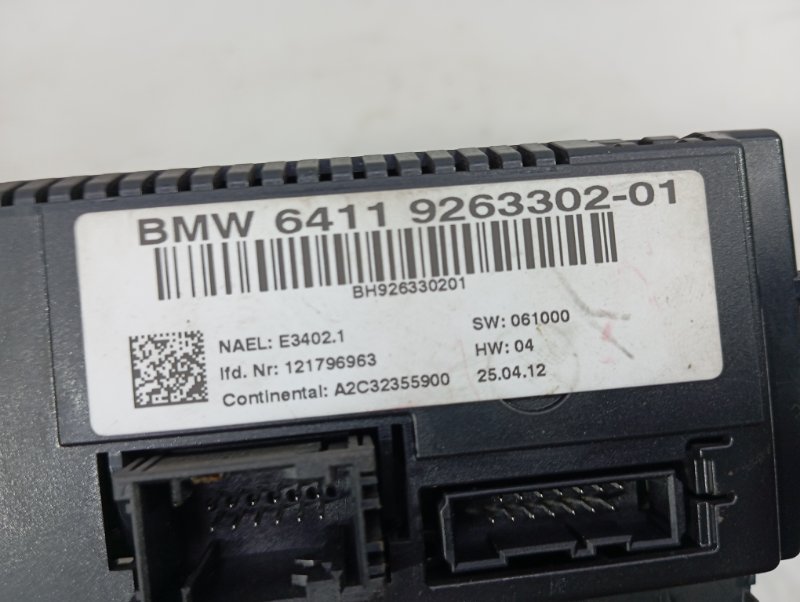 BMW 6411 9263302-01
BH926330201
NAEL: E3402.1
SW: 061000
lfd. Nr: 121796963
HW: 04
Continental: A2C32355900
25.04.12